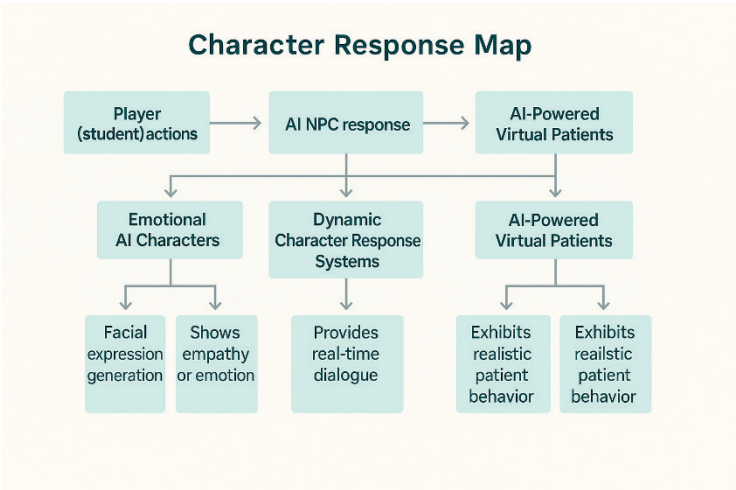 Character Response Map
Player
(student) actions
AI NPC response
AI-Powered
Virtual Patients
Emotional
AI Characters
Dynamic
Character Response
Systems
AI-Powered
Virtual Patients
Facial
expression
generation
Shows
empathy
or emotion
Provides
real-time
dialogue
Exhibits
realistic
patient
behavior
Exhibits
reailstic
patient
behavior